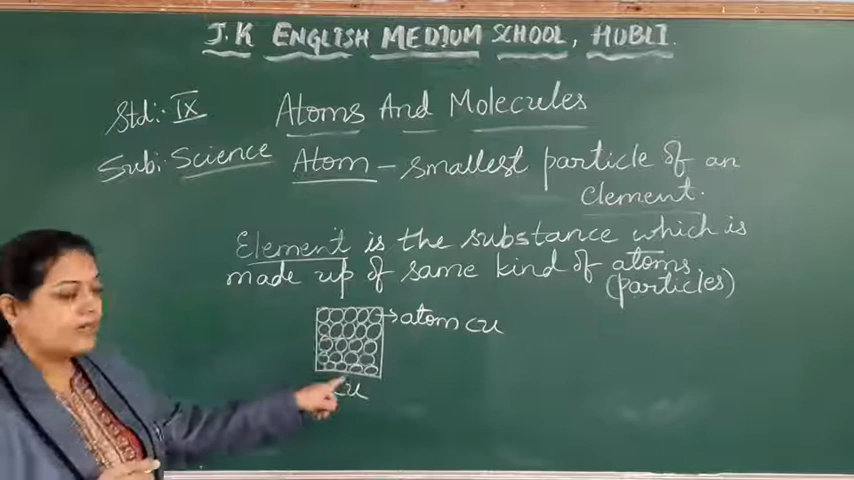 J.K ENGLISH MEDIUM SCHOOL, HUBLI.
Std:- IX Atoms And Molecules
Sub:- Science Atom - smallest particle of an
element.
Element is the substance which is
made up of same kind of atoms
(particles)
→ atom cu
cu